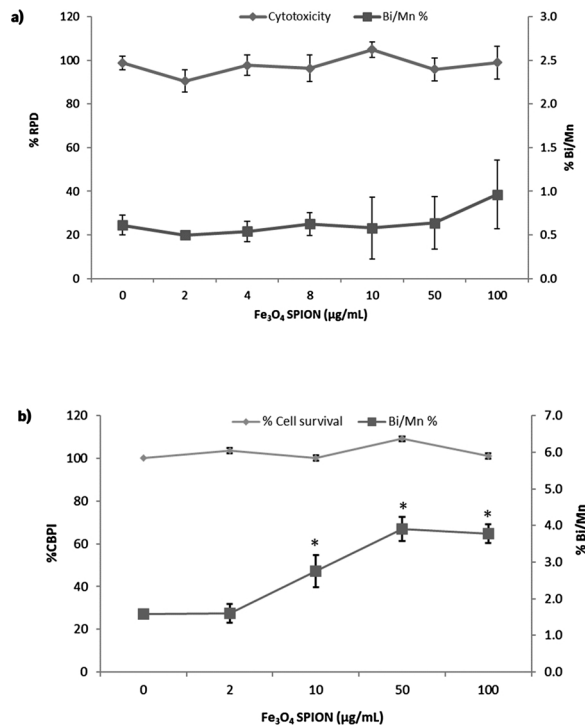 a)
Cytotoxicity Bi/Mn %
120 3.0
100 2.5
80 2.0
60 1.5
40 1.0
20 0.5
0 0.0
% RPD
% Bi/Mn
0 2 4 8 10 50 100
Fe₃O₄ SPION (µg/mL)
b)
% Cell survival Bi/Mn %
120 7.0
100 6.0
5.0
80
4.0
60
3.0
40
2.0
20 1.0
0 0.0
%CBPI
% Bi/Mn
* * *
0 2 10 50 100
Fe₃O₄ SPION (µg/mL)